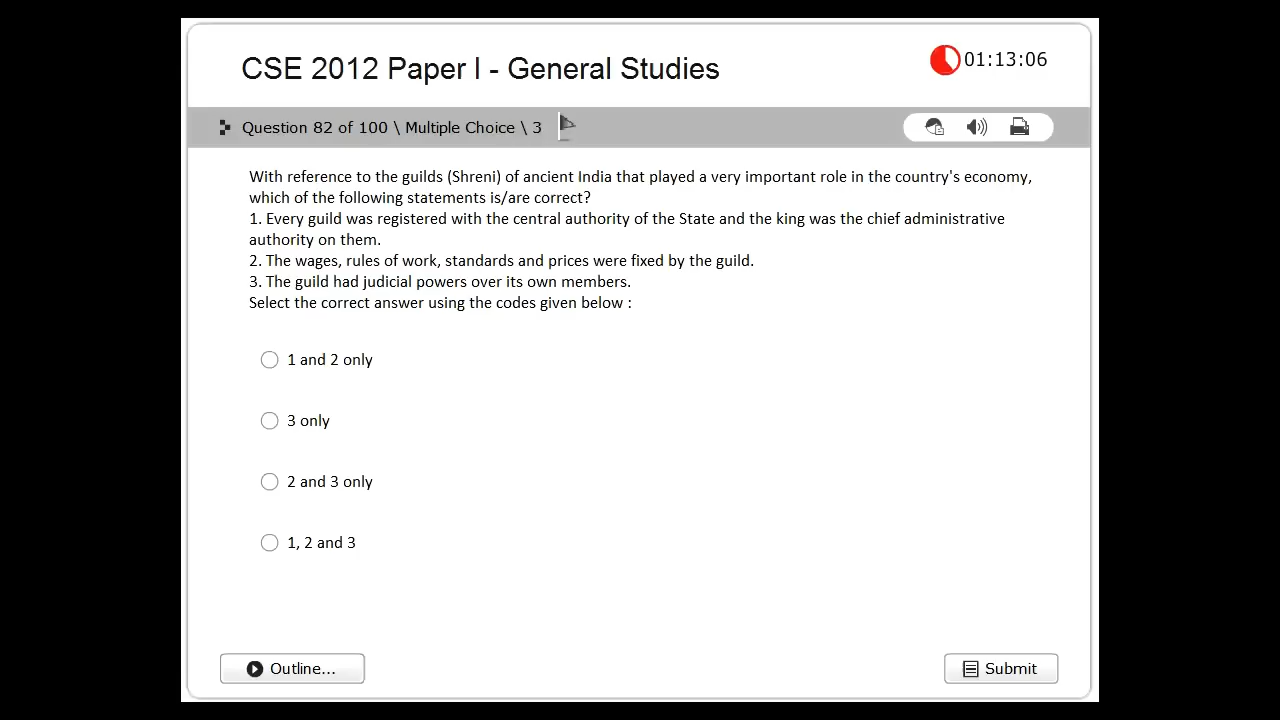 CSE 2012 Paper I - General Studies
01:13:06
Question 82 of 100 \ Multiple Choice \ 3
With reference to the guilds (Shreni) of ancient India that played a very important role in the country's economy,
which of the following statements is/are correct?
1. Every guild was registered with the central authority of the State and the king was the chief administrative
authority on them.
2. The wages, rules of work, standards and prices were fixed by the guild.
3. The guild had judicial powers over its own members.
Select the correct answer using the codes given below :
1 and 2 only
3 only
2 and 3 only
1, 2 and 3
Outline...
Submit